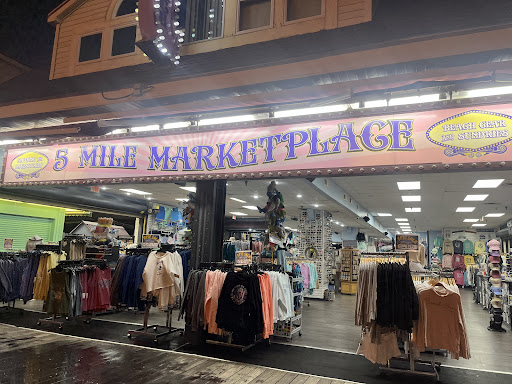 5 MILE MARKETPLACE
BEACH GEAR
& SUNDRIES